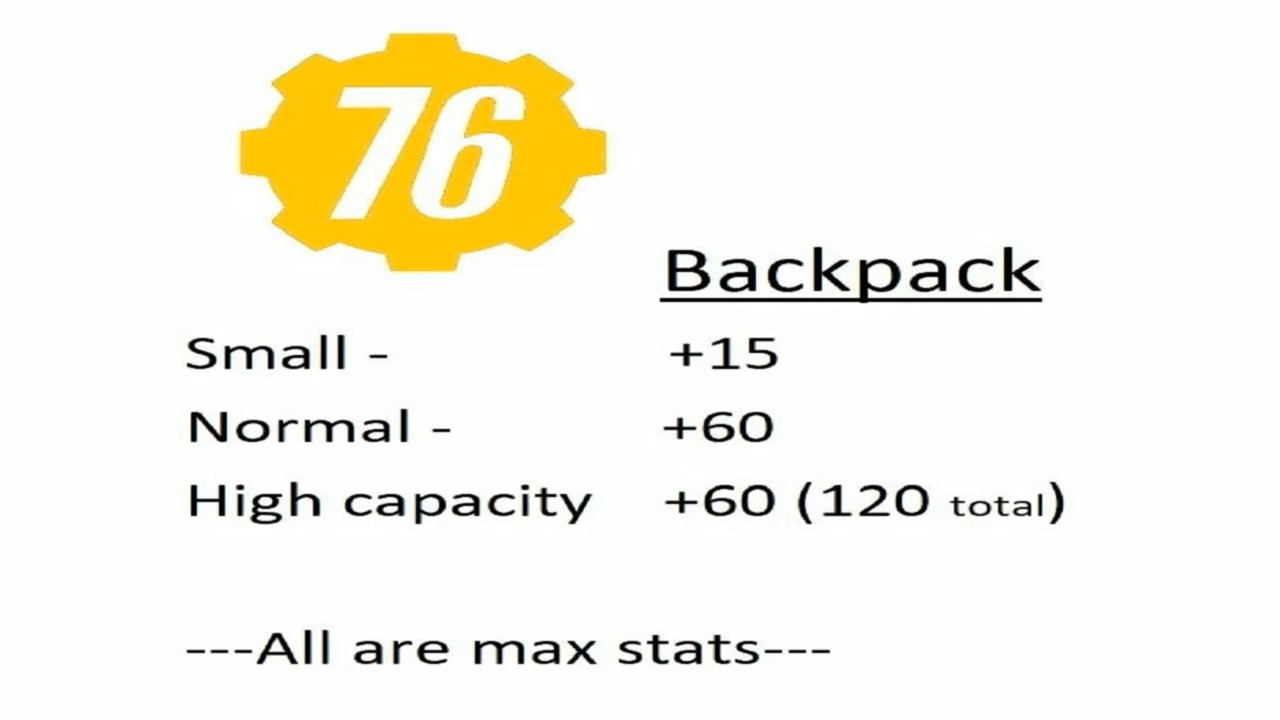 76
Backpack
Small - +15
Normal - +60
High capacity +60 (120 total)
---All are max stats---